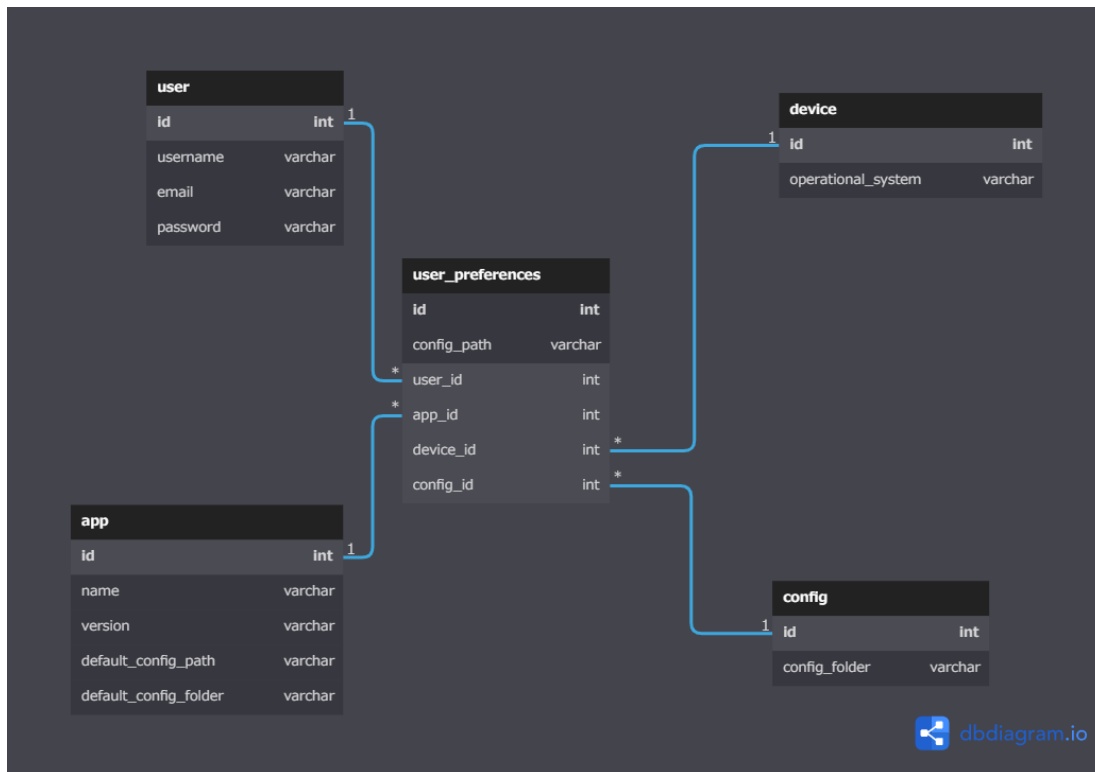 user
id int 1
username varchar
email varchar
password varchar
device
1 id int
operational_system varchar
user_preferences
id int
config_path varchar
* user_id int
* app_id int
device_id int *
config_id int *
app
id int 1
name varchar
version varchar
default_config_path varchar
default_config_folder varchar
config
1 id int
config_folder varchar
dbdiagram.io